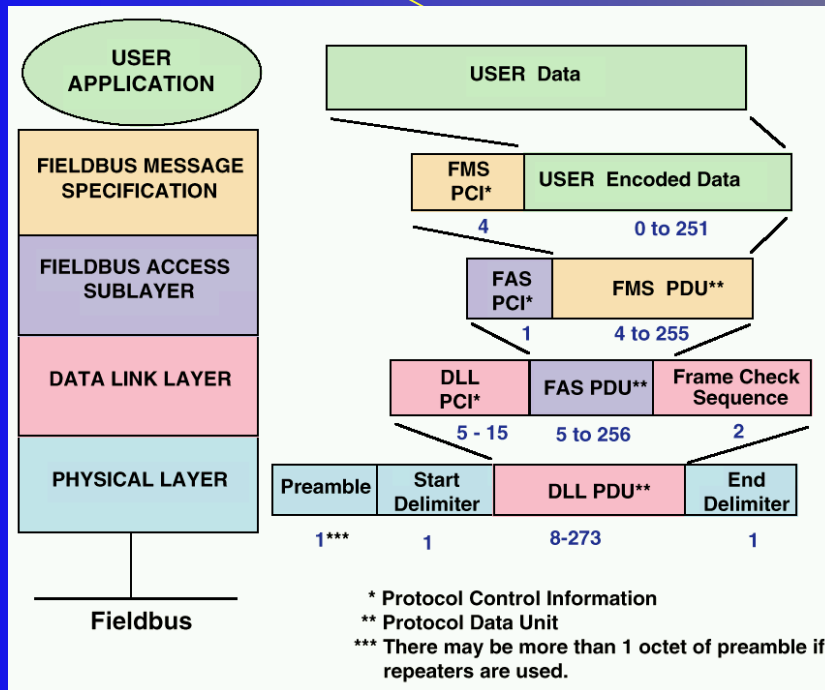 USER
APPLICATION
USER Data
FIELDBUS MESSAGE
SPECIFICATION
FMS
PCI*
USER Encoded Data
4
0 to 251
FIELDBUS ACCESS
SUBLAYER
FAS
PCI*
FMS PDU**
1
4 to 255
DATA LINK LAYER
DLL
PCI*
FAS PDU**
Frame Check
Sequence
5 - 15
5 to 256
2
PHYSICAL LAYER
Preamble
Start
Delimiter
DLL PDU**
End
Delimiter
1***
1
8-273
1
Fieldbus
* Protocol Control Information
** Protocol Data Unit
*** There may be more than 1 octet of preamble if
repeaters are used.